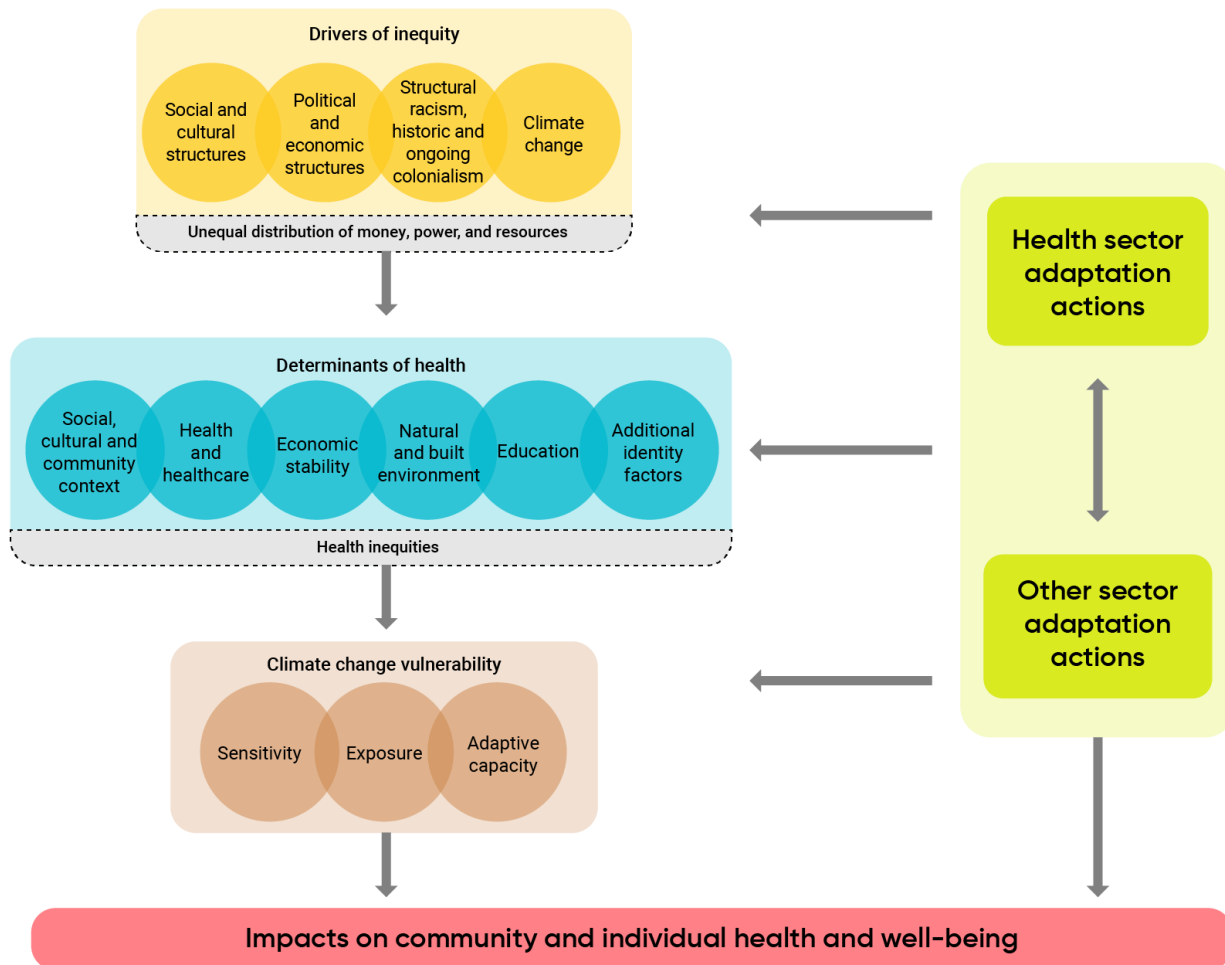 Drivers of inequity
Social and
cultural
structures
Political
and
economic
structures
Structural
racism,
historic and
ongoing
colonialism
Climate
change
Unequal distribution of money, power, and resources
Determinants of health
Social,
cultural and
community
context
Health
and
healthcare
Economic
stability
Natural
and built
environment
Education
Additional
identity
factors
Health inequities
Climate change vulnerability
Sensitivity
Exposure
Adaptive
capacity
Health sector
adaptation
actions
Other sector
adaptation
actions
Impacts on community and individual health and well-being